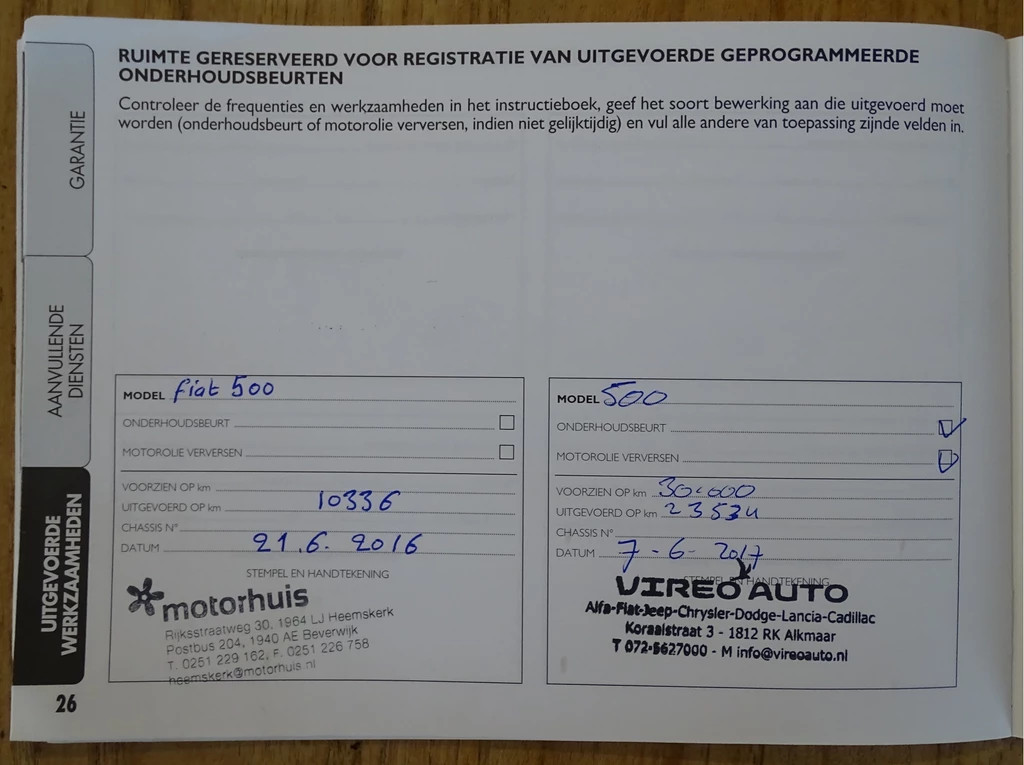 RUIMTE GERESERVEERD VOOR REGISTRATIE VAN UITGEVOERDE GEPROGRAMMEERDE
ONDERHOUDSBEURTEN
Controleer de frequenties en werkzaamheden in het instructieboek, geef het soort bewerking aan die uitgevoerd moet
worden (onderhoudsbeurt of motorolie verversen, indien niet gelijktijdig) en vul alle andere van toepassing zijnde velden in.
GARANTIE
AANVULLENDE
DIENSTEN
UITGEVOERDE
WERKZAAMHEDEN
26
MODEL fiat 500
ONDERHOUDSBEURT
MOTOROLIE VERVERSEN
VOORZIEN OP km
UITGEVOERD OP km 10336
CHASSIS N°
DATUM 21.6.2016
STEMPEL EN HANDTEKENING
motorhuis
Rijksstraatweg 30, 1964 LJ Heemskerk
Postbus 204, 1940 AE Beverwijk
T. 0251 229 162, F. 0251 226 758
heemskerk@motorhuis.nl
MODEL 500
ONDERHOUDSBEURT
MOTOROLIE VERVERSEN
VOORZIEN OP km 30.000
UITGEVOERD OP km 23534
CHASSIS N°
DATUM 7-6-2017
STEMPEL EN HANDTEKENING
VIREO AUTO
Alfa-Fiat-Jeep-Chrysler-Dodge-Lancia-Cadillac
Koraalstraat 3 - 1812 RK Alkmaar
T 072-5627000 - M info@vireoauto.nl